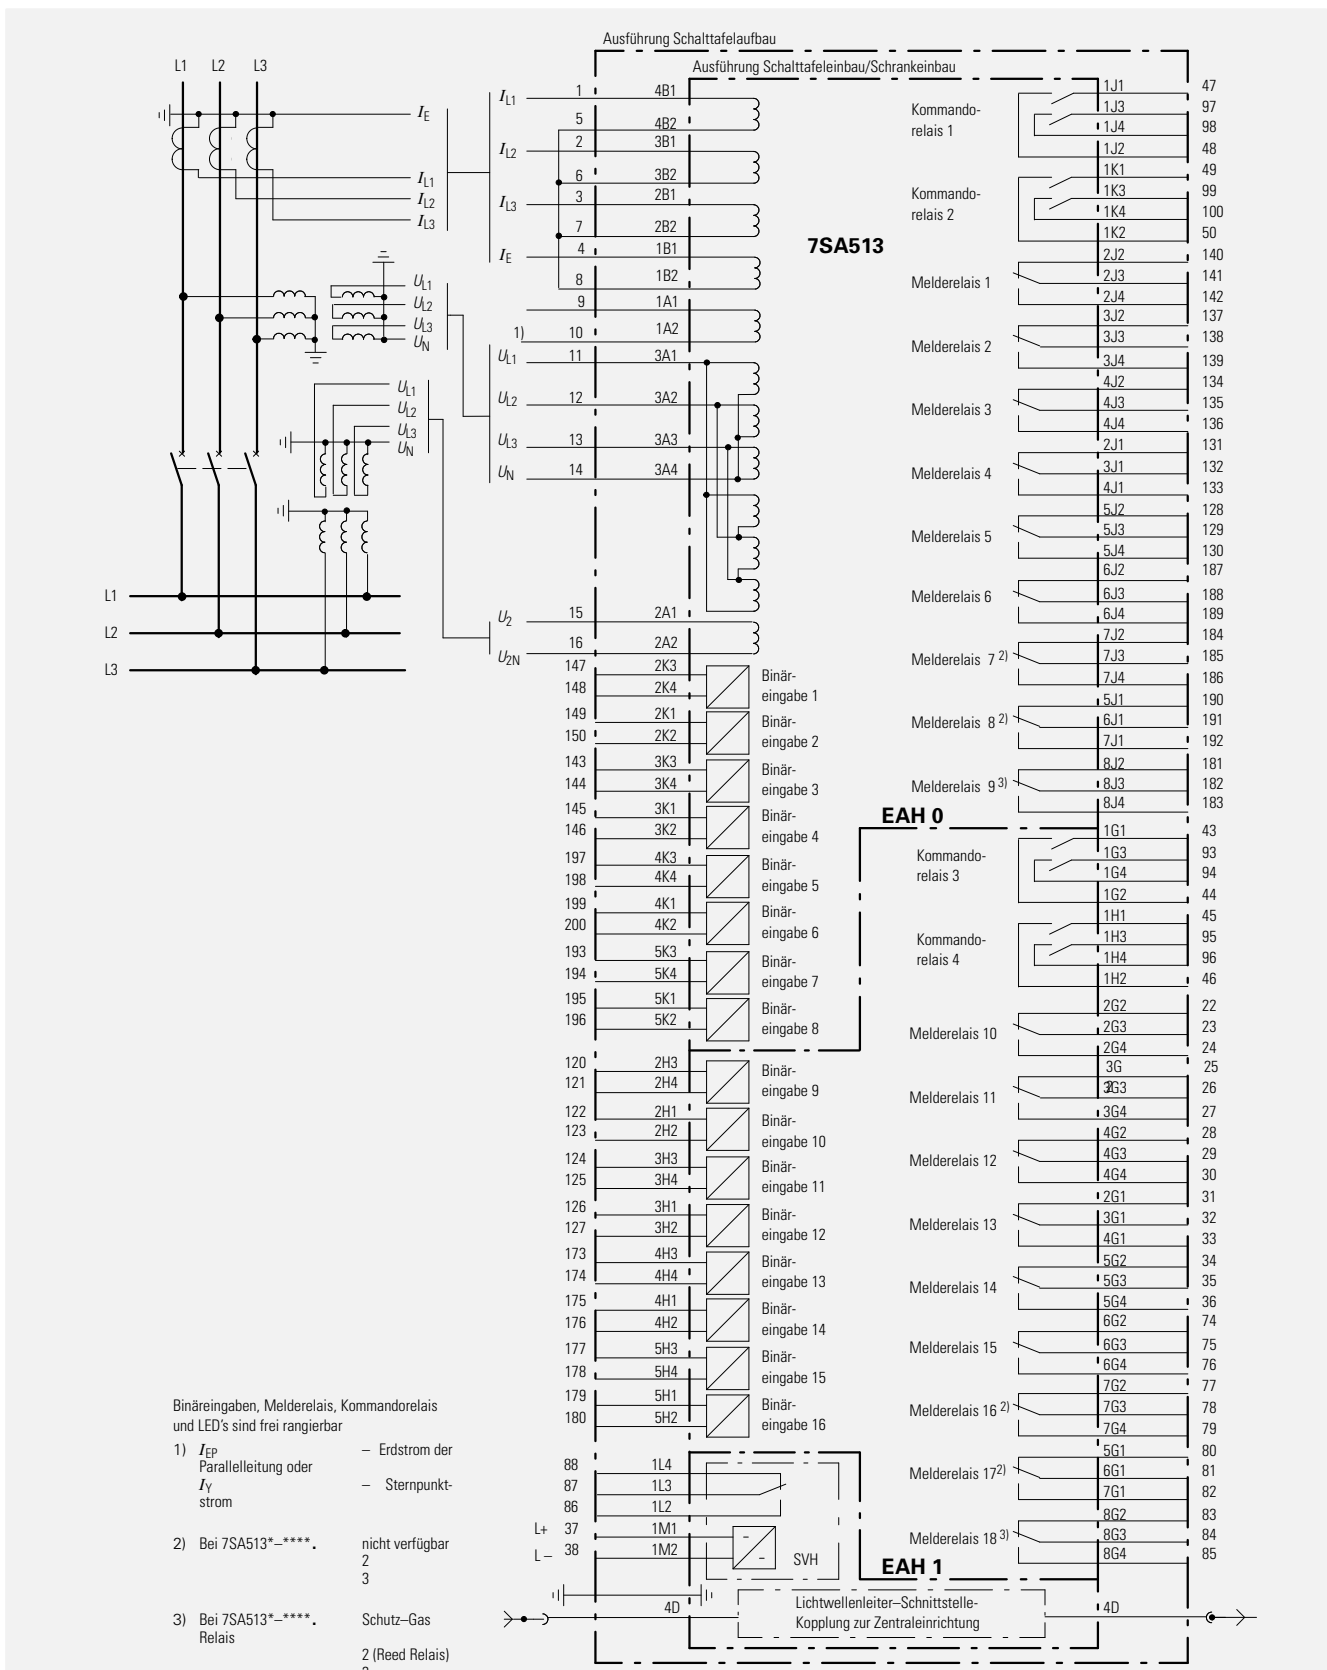 Ausführung Schalttafelaufbau
Ausführung Schalttafeleinbau/Schrankeinbau
L1 L2 L3
IE
IL1
IL2
IL3
UL1
UL2
UL3
UN
UL1
UL2
UL3
UN
L1
L2
L3
IL1 1 4B1
5 4B2
IL2 2 3B1
6 3B2
IL3 3 2B1
7 2B2
IE 4 1B1
8 1B2
9 1A1
1) 10 1A2
UL1 11 3A1
UL2 12 3A2
UL3 13 3A3
UN 14 3A4
U2 15 2A1
U2N 16 2A2
7SA513
147 2K3 Binär-
148 2K4 eingabe 1
149 2K1 Binär-
150 2K2 eingabe 2
143 3K3 Binär-
144 3K4 eingabe 3
145 3K1 Binär-
146 3K2 eingabe 4
197 4K3 Binär-
198 4K4 eingabe 5
199 4K1 Binär-
200 4K2 eingabe 6
193 5K3 Binär-
194 5K4 eingabe 7
195 5K1 Binär-
196 5K2 eingabe 8
120 2H3 Binär-
121 2H4 eingabe 9
122 2H1 Binär-
123 2H2 eingabe 10
124 3H3 Binär-
125 3H4 eingabe 11
126 3H1 Binär-
127 3H2 eingabe 12
173 4H3 Binär-
174 4H4 eingabe 13
175 4H1 Binär-
176 4H2 eingabe 14
177 5H3 Binär-
178 5H4 eingabe 15
179 5H1 Binär-
180 5H2 eingabe 16
88 1L4
87 1L3
86 1L2
L+ 37 1M1
L– 38 1M2
SVH
Kommando-
relais 1
1J1 47
1J3 97
1J4 98
1J2 48
Kommando-
relais 2
1K1 49
1K3 99
1K4 100
1K2 50
Melderelais 1
2J2 140
2J3 141
2J4 142
Melderelais 2
3J2 137
3J3 138
3J4 139
Melderelais 3
4J2 134
4J3 135
4J4 136
Melderelais 4
2J1 131
3J1 132
4J1 133
Melderelais 5
5J2 128
5J3 129
5J4 130
Melderelais 6
6J2 187
6J3 188
6J4 189
Melderelais 7 2)
7J2 184
7J3 185
7J4 186
Melderelais 8 2)
5J1 190
6J1 191
7J1 192
Melderelais 9 3)
8J2 181
8J3 182
8J4 183
EAH 0
Kommando-
relais 3
1G1 43
1G3 93
1G4 94
1G2 44
Kommando-
relais 4
1H1 45
1H3 95
1H4 96
1H2 46
Melderelais 10
2G2 22
2G3 23
2G4 24
Melderelais 11
3G 25
2
3G3 26
3G4 27
Melderelais 12
4G2 28
4G3 29
4G4 30
Melderelais 13
2G1 31
3G1 32
4G1 33
Melderelais 14
5G2 34
5G3 35
5G4 36
Melderelais 15
6G2 74
6G3 75
6G4 76
Melderelais 16 2)
7G2 77
7G3 78
7G4 79
Melderelais 17 2)
5G1 80
6G1 81
7G1 82
Melderelais 18 3)
8G2 83
8G3 84
8G4 85
EAH 1
4D Lichtwellenleiter–Schnittstelle- 4D
Kopplung zur Zentraleinrichtung
Binäreingaben, Melderelais, Kommandorelais
und LED's sind frei rangierbar
1) IEP – Erdstrom der
Parallelleitung oder
IY – Sternpunkt-
strom
2) Bei 7SA513*–****. nicht verfügbar
2
3
3) Bei 7SA513*–****. Schutz–Gas
Relais
2 (Reed Relais)